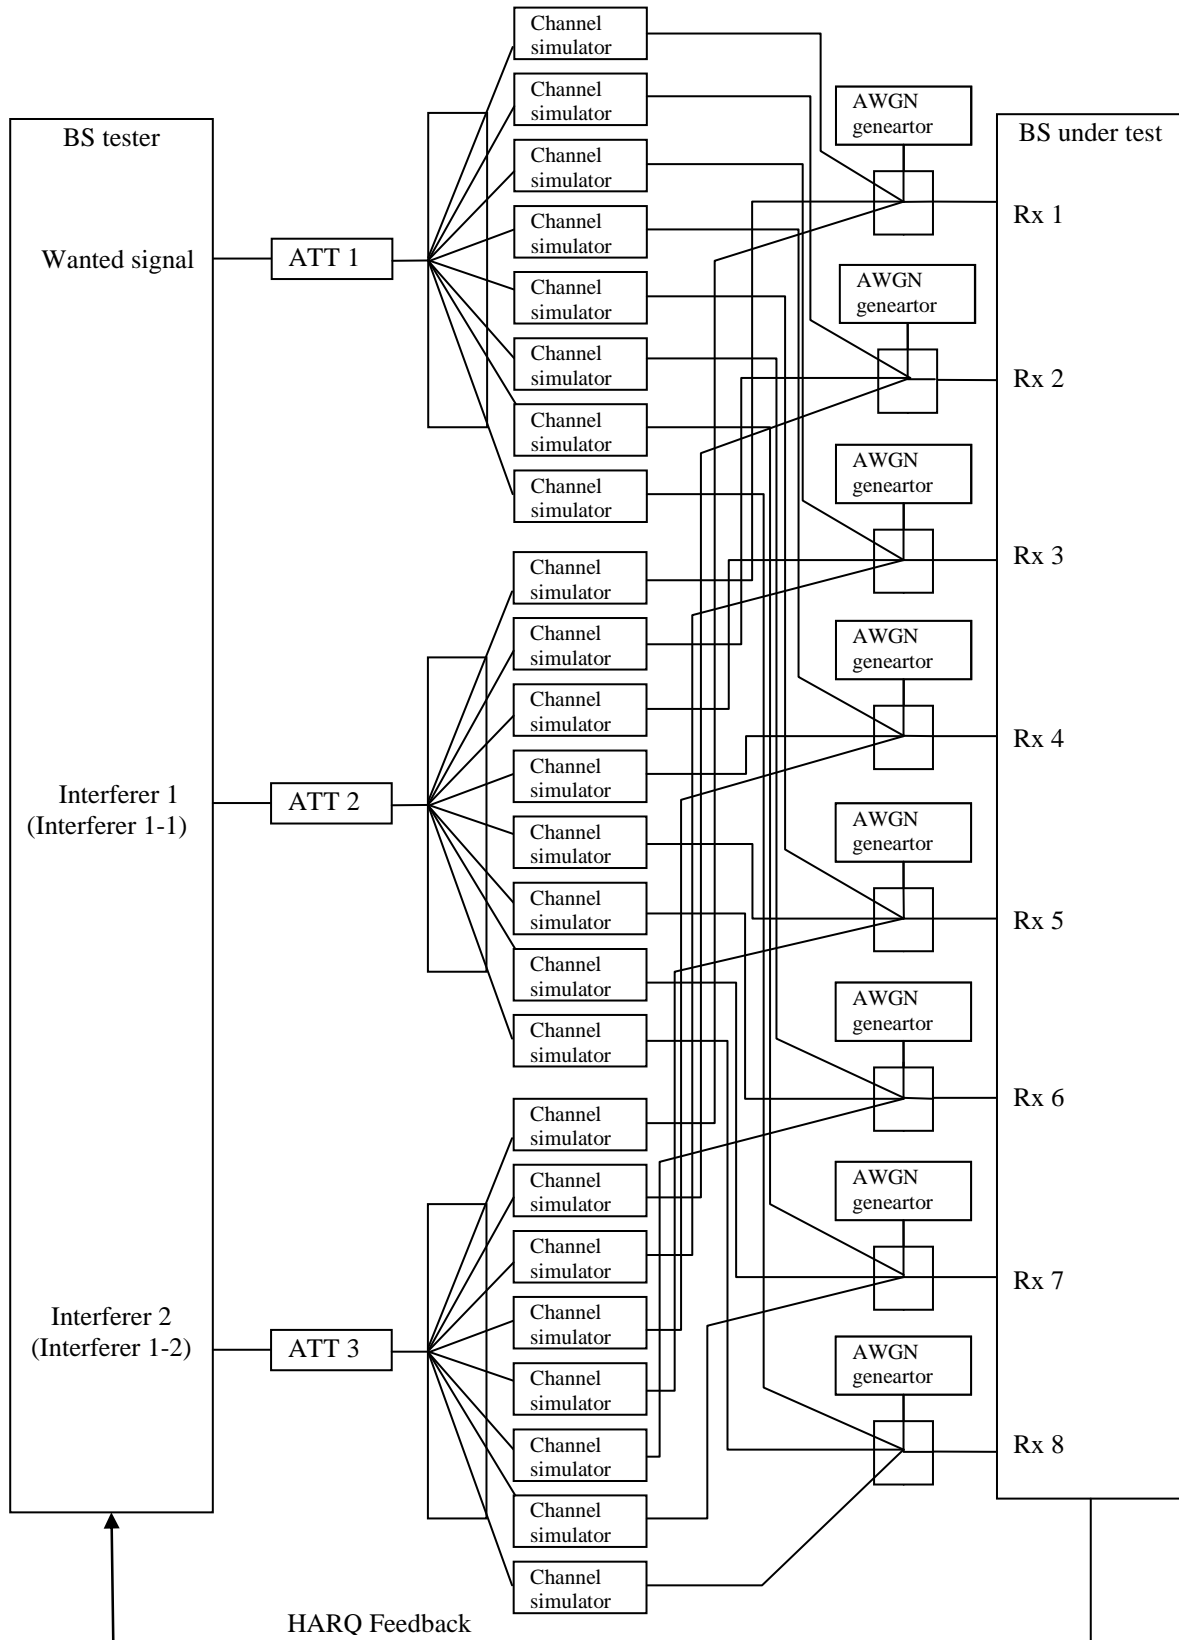 BS tester
Wanted signal
Interferer 1
(Interferer 1-1)
Interferer 2
(Interferer 1-2)
ATT 1
ATT 2
ATT 3
Channel
simulator
Channel
simulator
Channel
simulator
Channel
simulator
Channel
simulator
Channel
simulator
Channel
simulator
Channel
simulator
Channel
simulator
Channel
simulator
Channel
simulator
Channel
simulator
Channel
simulator
Channel
simulator
Channel
simulator
Channel
simulator
Channel
simulator
Channel
simulator
Channel
simulator
Channel
simulator
Channel
simulator
Channel
simulator
Channel
simulator
Channel
simulator
AWGN
geneartor
AWGN
geneartor
AWGN
geneartor
AWGN
geneartor
AWGN
geneartor
AWGN
geneartor
AWGN
geneartor
AWGN
geneartor
BS under test
Rx 1
Rx 2
Rx 3
Rx 4
Rx 5
Rx 6
Rx 7
Rx 8
HARQ Feedback